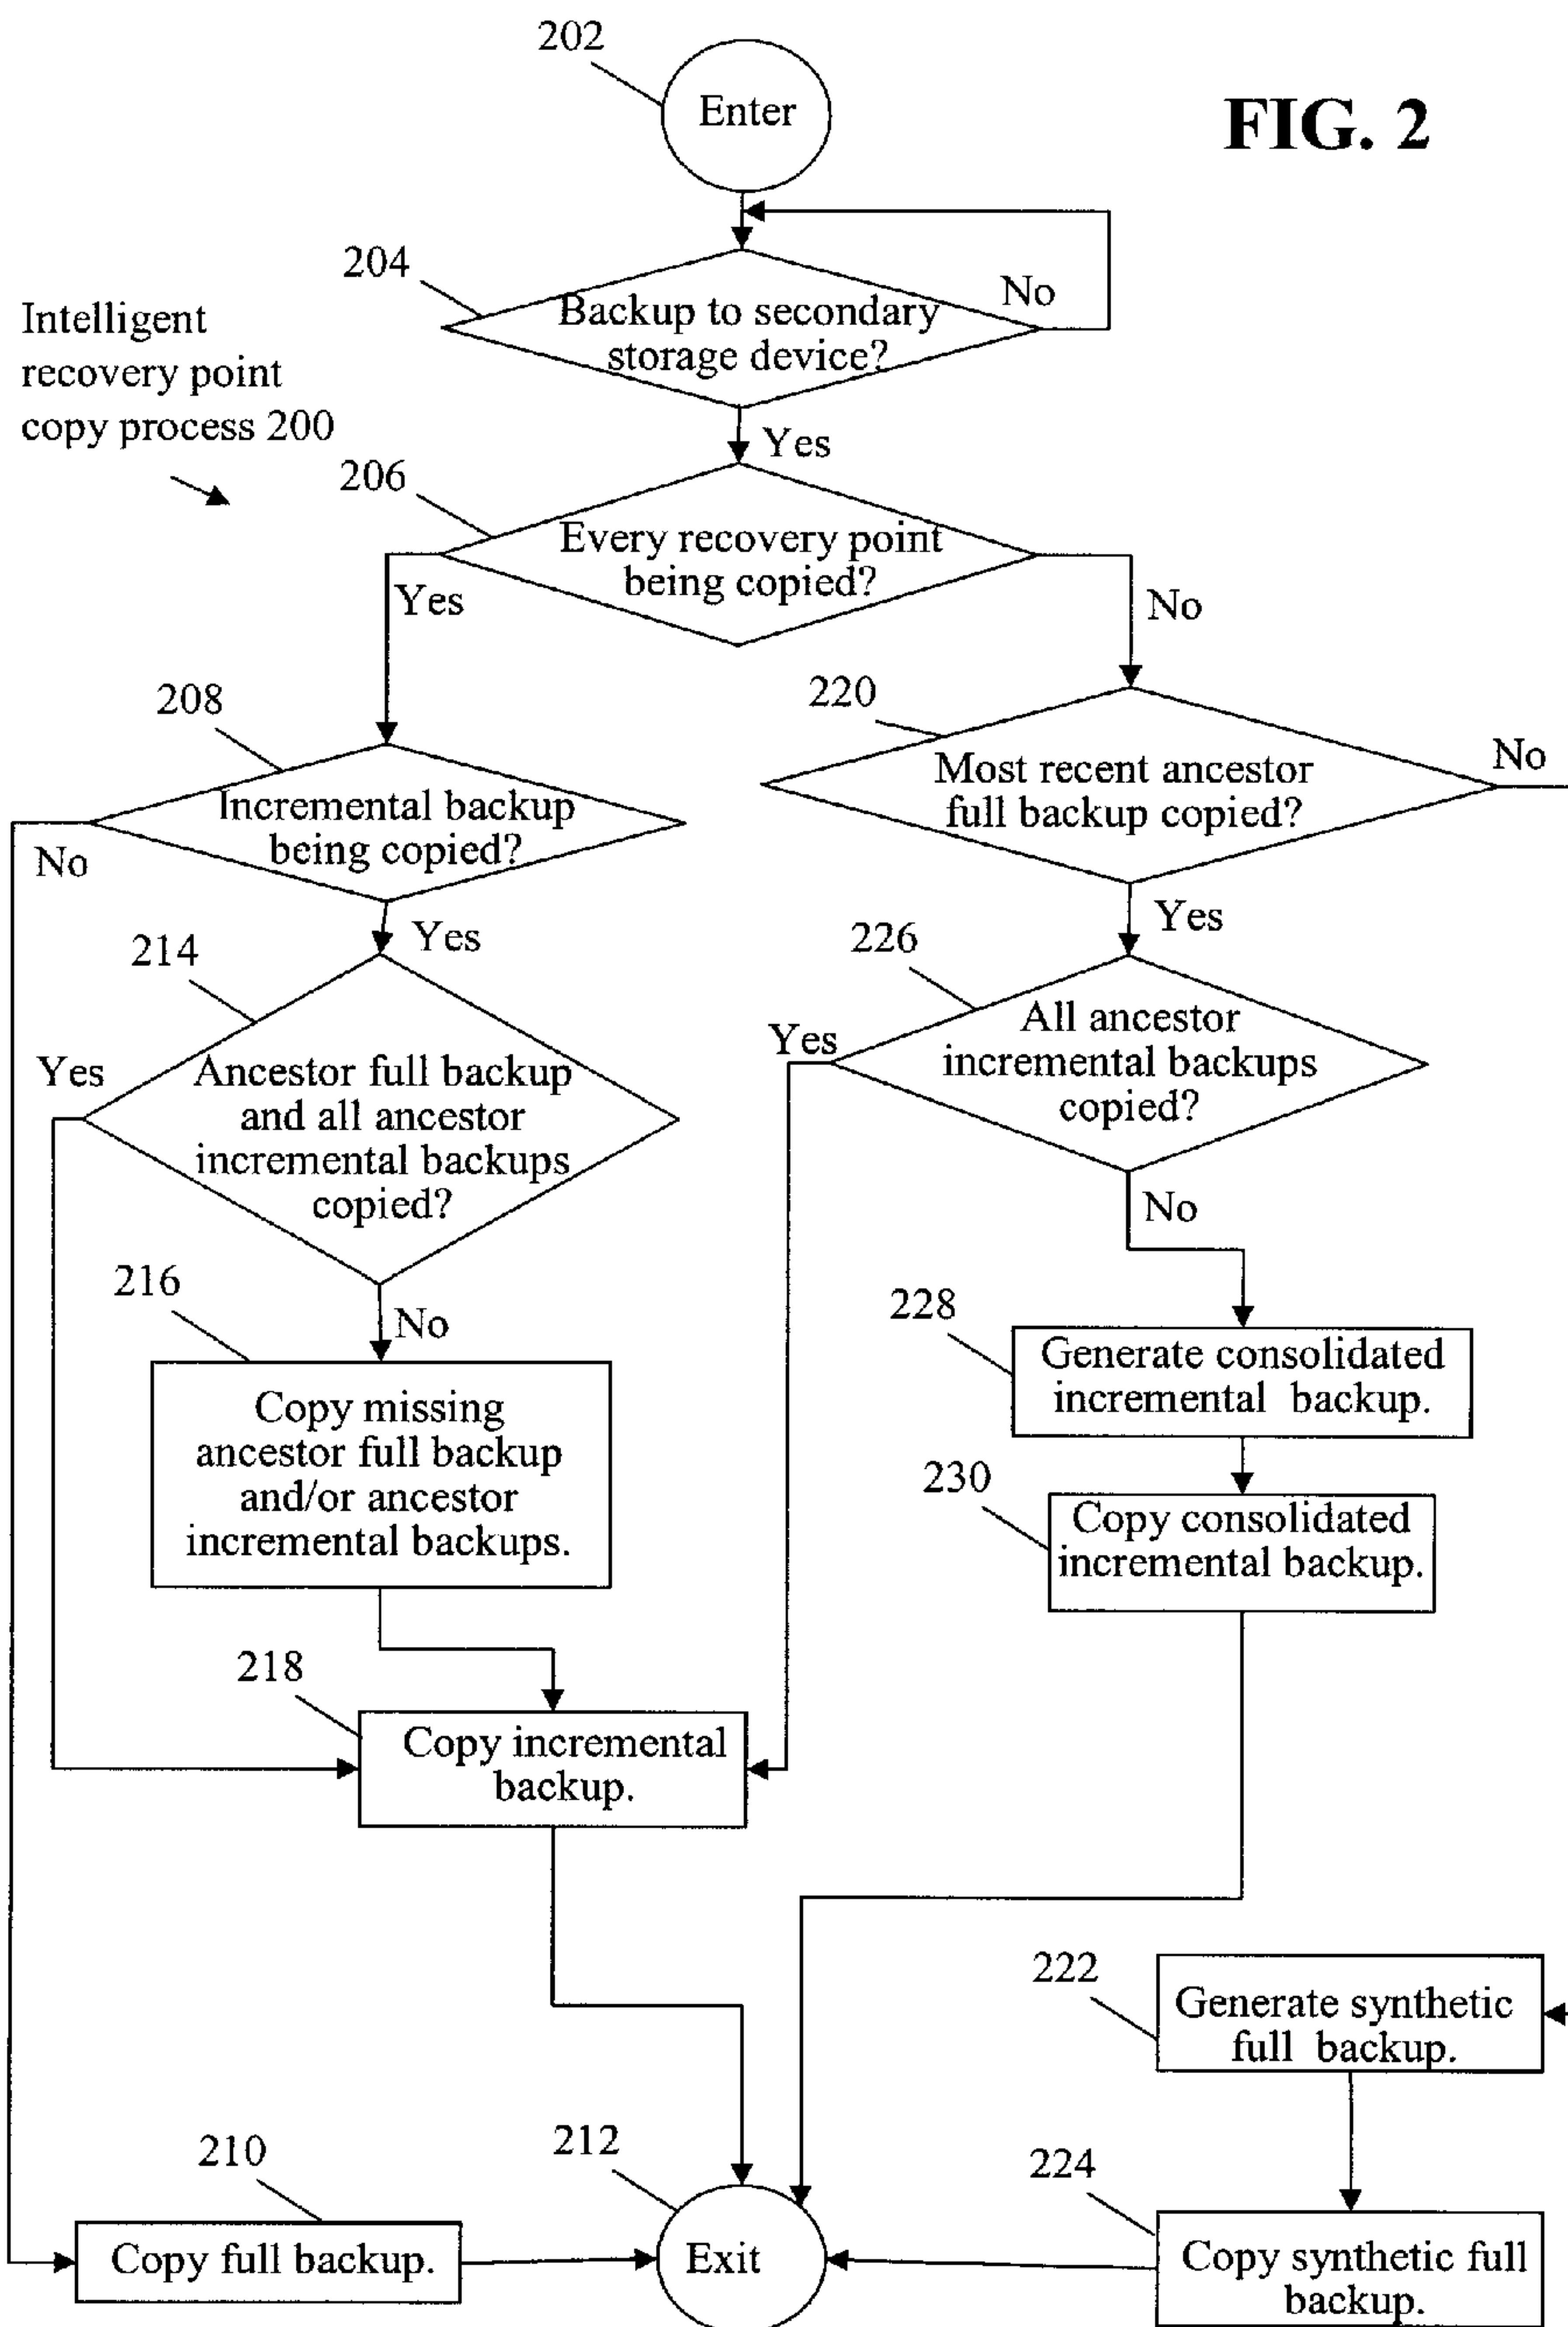 202
Enter
FIG. 2
204
No
Backup to secondary
storage device?
Intelligent
recovery point
copy process 200
Yes
206
Every recovery point
being copied?
Yes
No
208
220
Incremental backup
being copied?
No
Most recent ancestor
full backup copied?
No
Yes
Yes
214
226
Yes
Ancestor full backup
and all ancestor
incremental backups
copied?
Yes
All ancestor
incremental backups
copied?
No
No
216
Copy missing
ancestor full backup
and/or ancestor
incremental backups.
228
Generate consolidated
incremental backup.
230
Copy consolidated
incremental backup.
218
Copy incremental
backup.
222
Generate synthetic
full backup.
210
Copy full backup.
212
Exit
224
Copy synthetic full
backup.